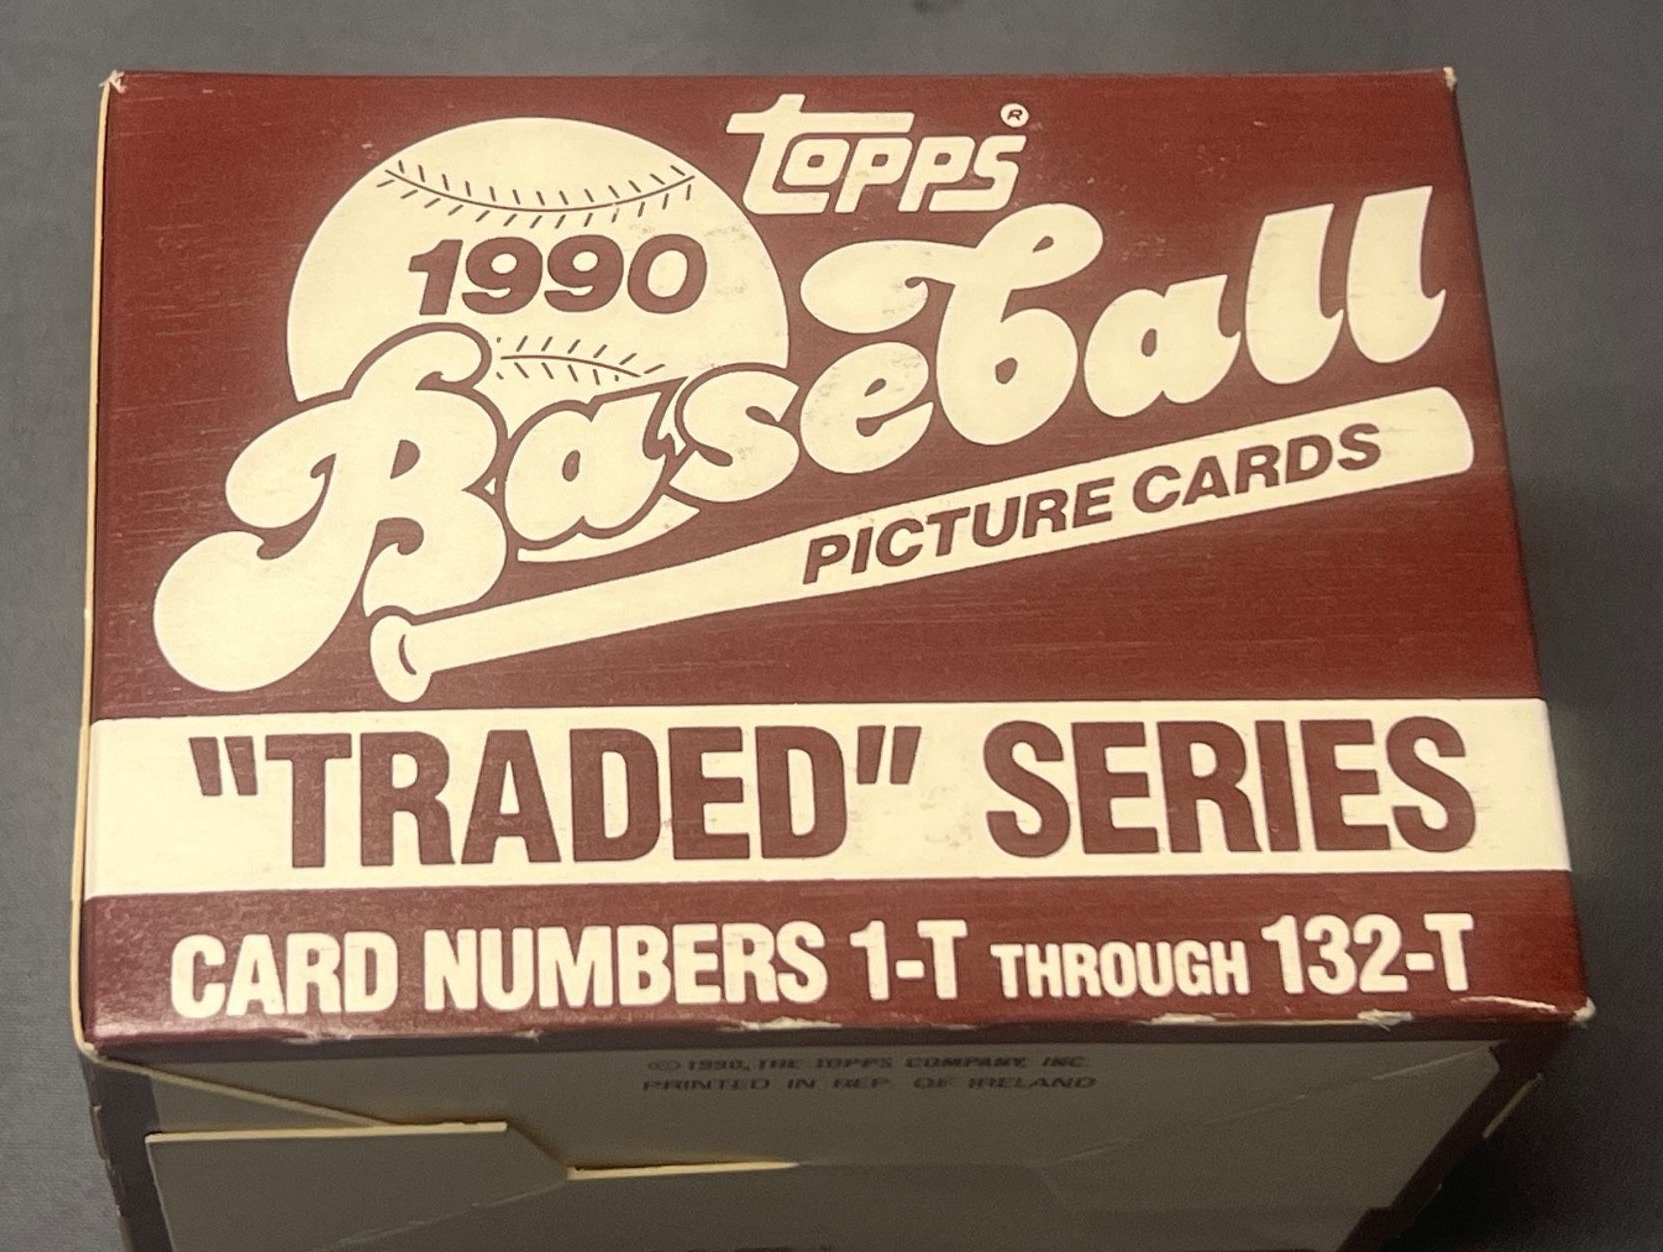 topps®
1990
Baseball
PICTURE CARDS
"TRADED" SERIES
CARD NUMBERS 1-T THROUGH 132-T
© 1990, THE TOPPS COMPANY, INC
PRINTED IN REP. OF IRELAND